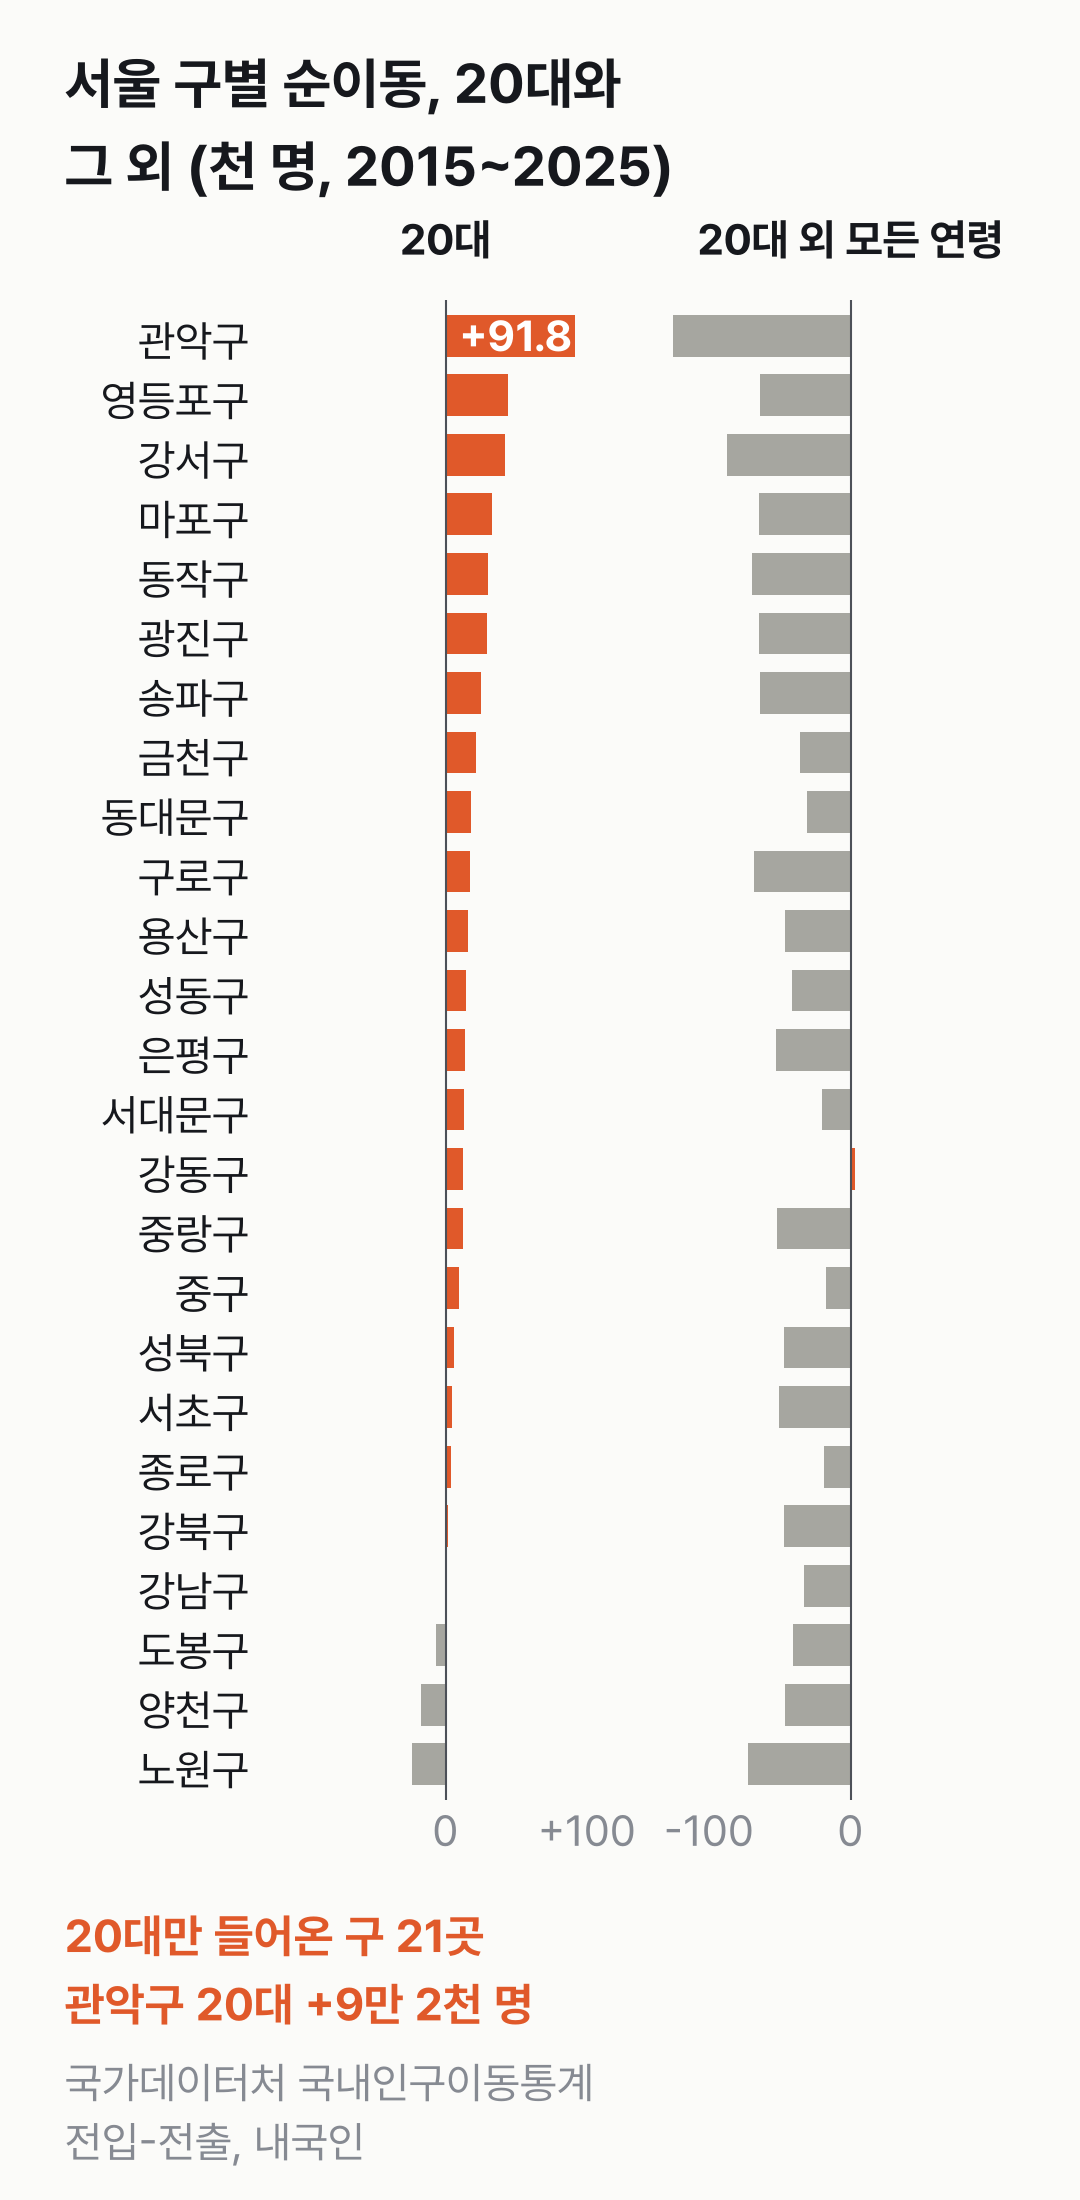 서울 구별 순이동, 20대와
그 외 (천 명, 2015~2025)
20대
20대 외 모든 연령
관악구
+91.8
영등포구
강서구
마포구
동작구
광진구
송파구
금천구
동대문구
구로구
용산구
성동구
은평구
서대문구
강동구
중랑구
중구
성북구
서초구
종로구
강북구
강남구
도봉구
양천구
노원구
0
+100
-100
0
20대만 들어온 구 21곳
관악구 20대 +9만 2천 명
국가데이터처 국내인구이동통계
전입-전출, 내국인